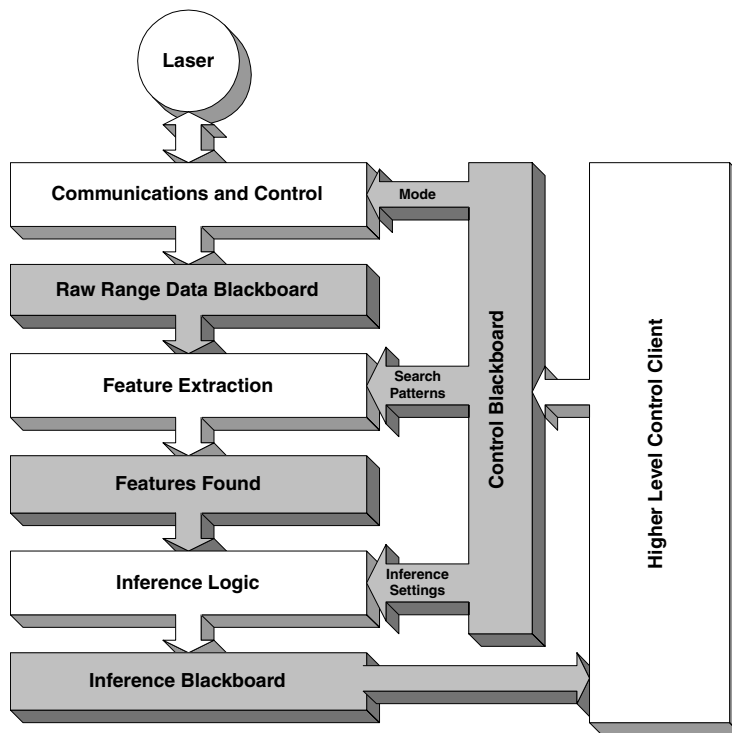 Laser
Communications and Control
Mode
Raw Range Data Blackboard
Feature Extraction
Search
Patterns
Features Found
Inference Logic
Inference
Settings
Inference Blackboard
Control Blackboard
Higher Level Control Client